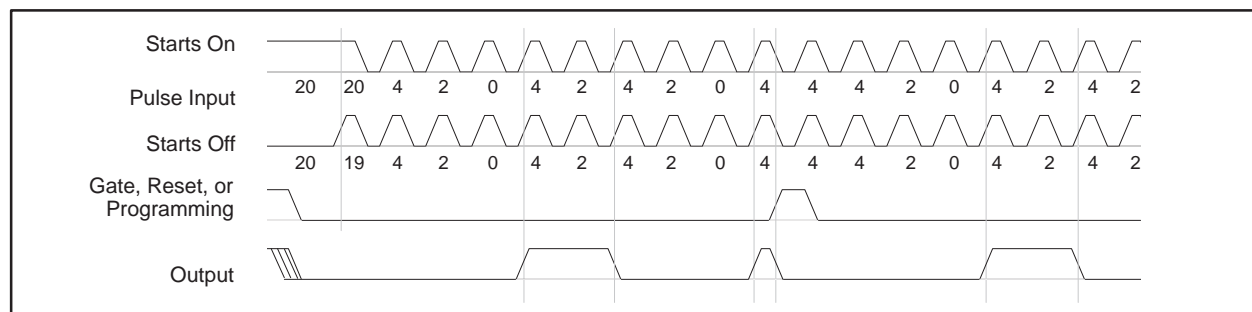 Starts On
20 20 4 2 0 4 2 4 2 0 4 4 4 2 0 4 2 4 2
Pulse Input
Starts Off
20 19 4 2 0 4 2 4 2 0 4 4 4 2 0 4 2 4 2
Gate, Reset, or
Programming
Output